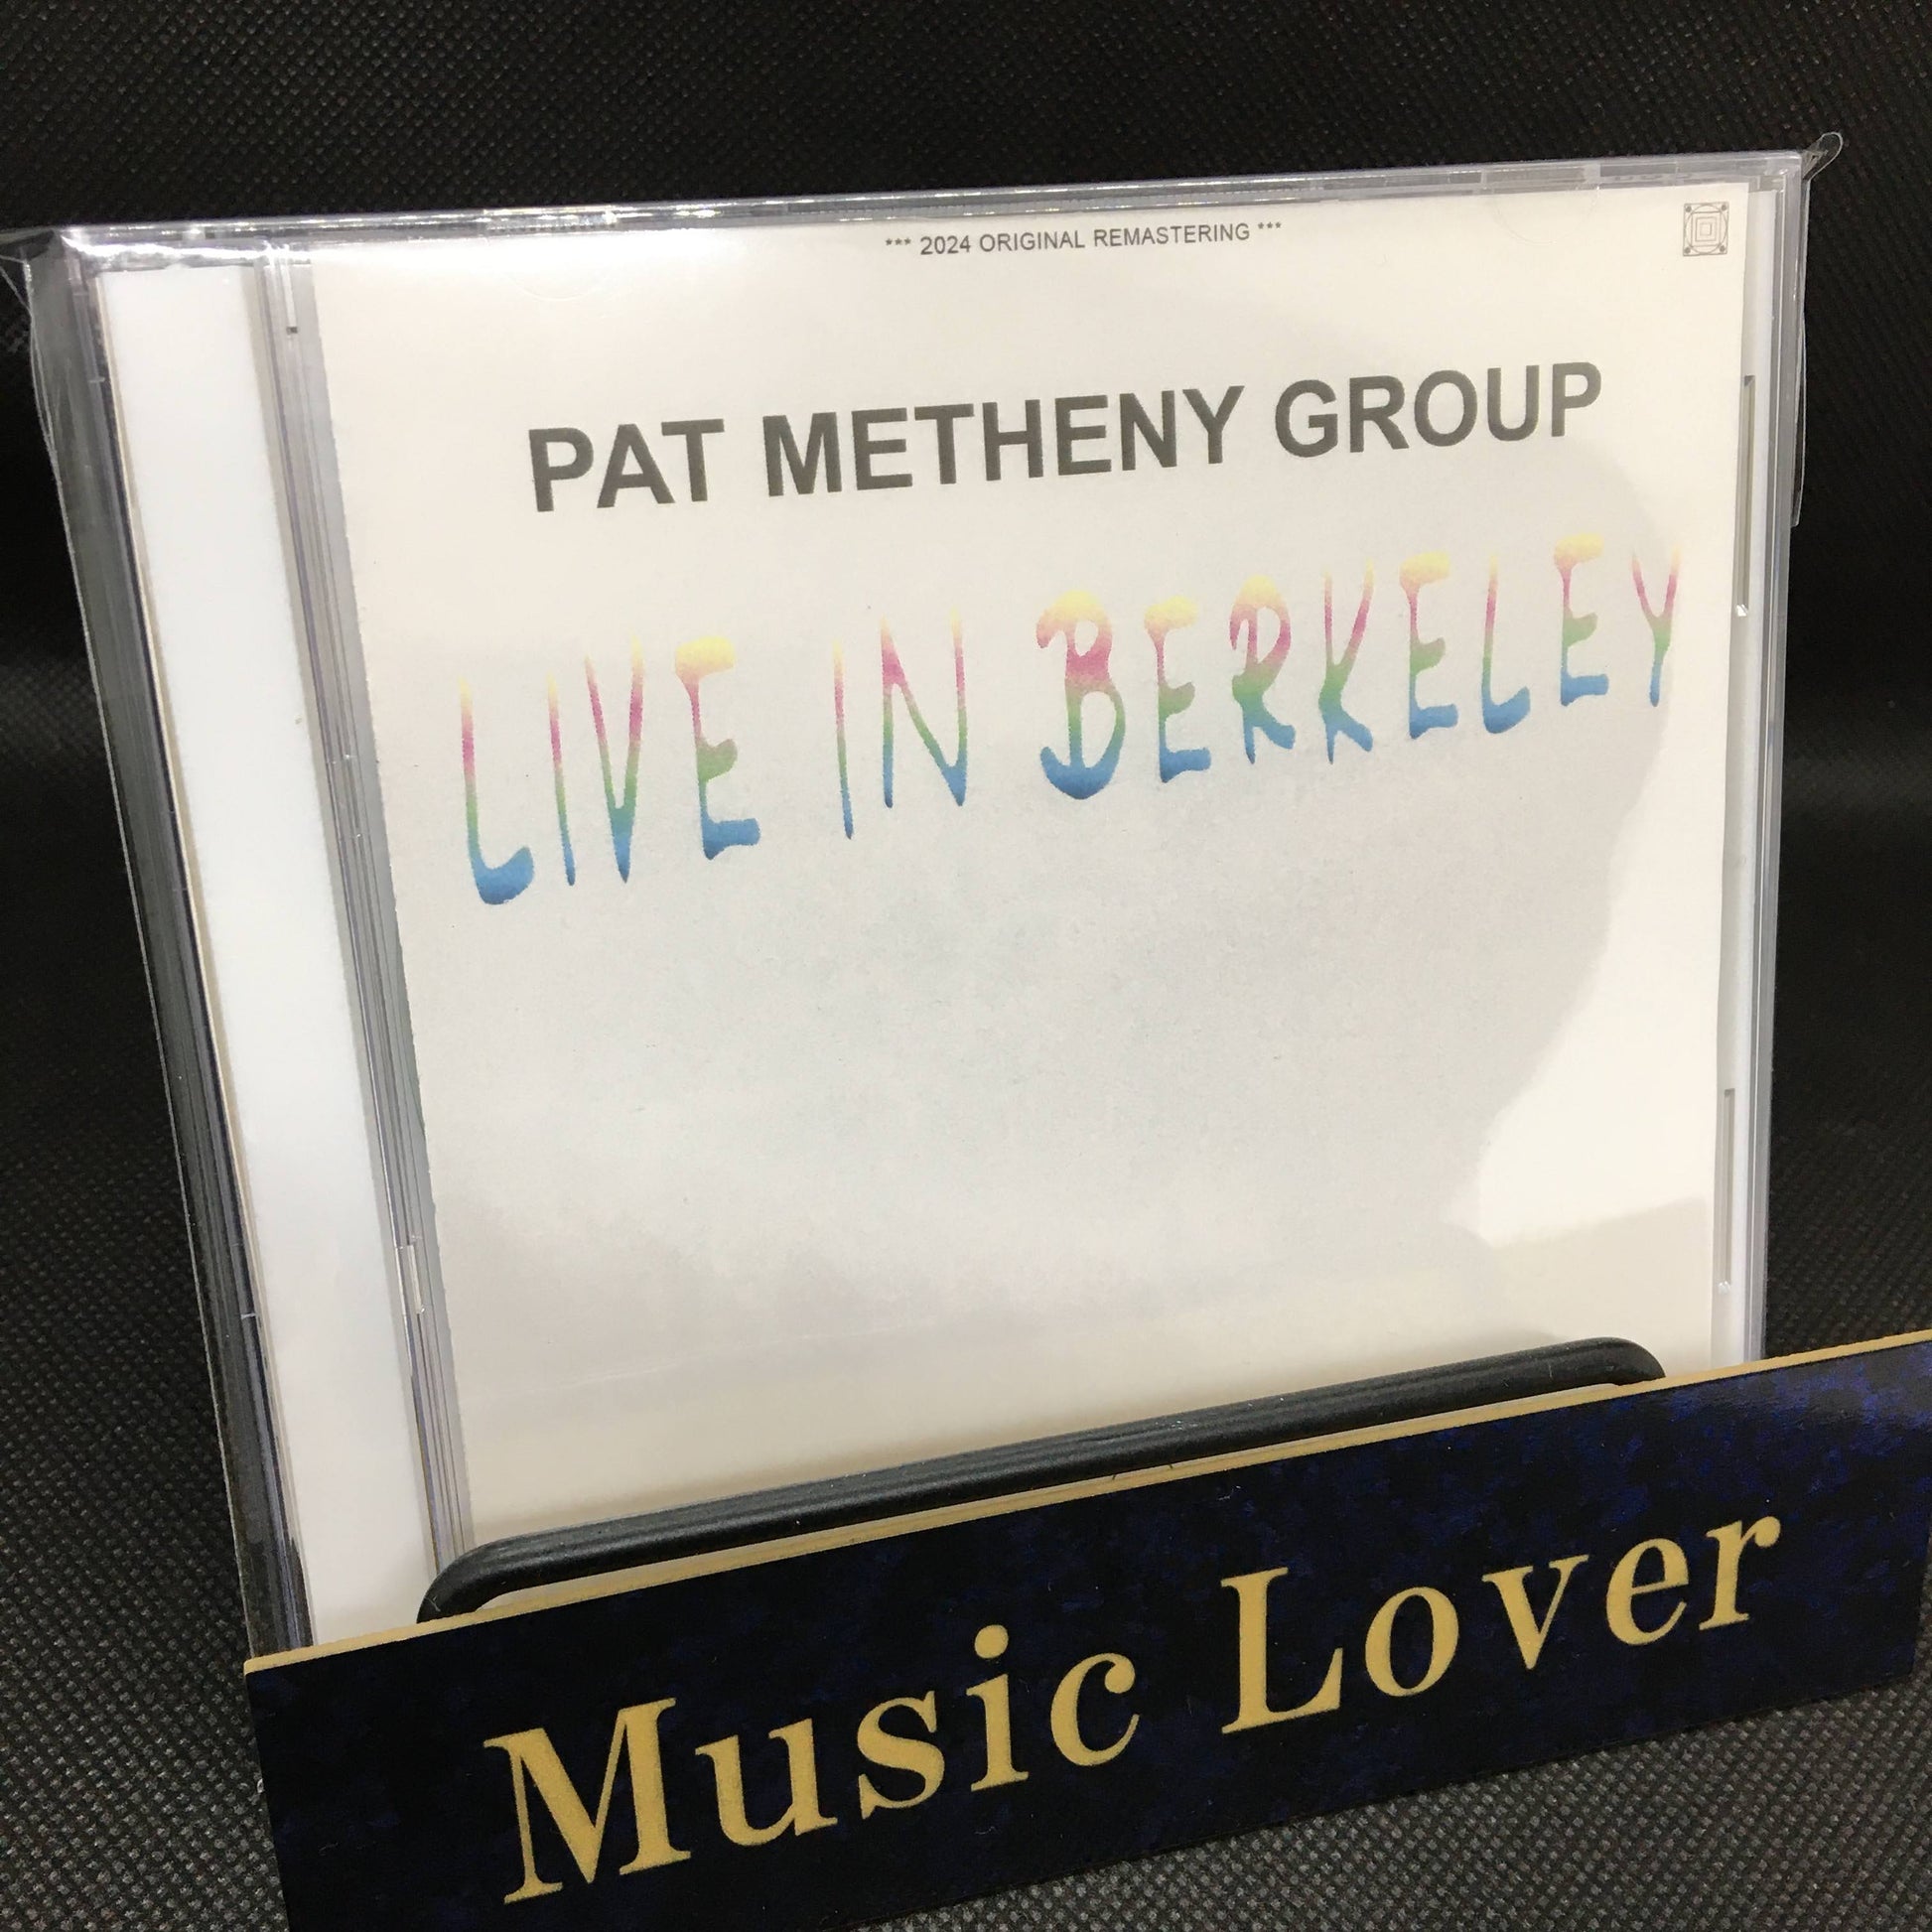 *** 2024 ORIGINAL REMASTERING ***
PAT METHENY GROUP
LIVE IN BERKELEY
Music Lover